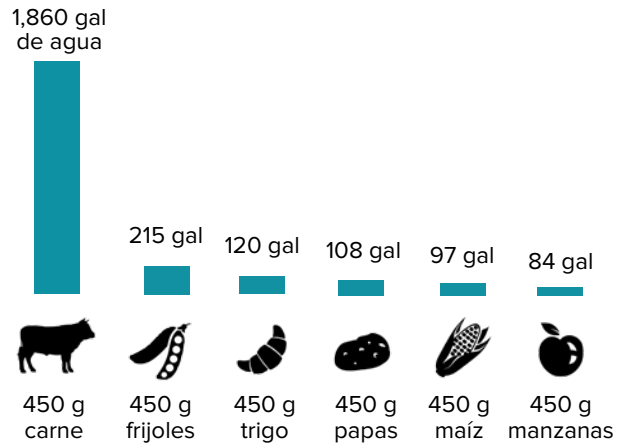 1,860 gal
de agua
215 gal
120 gal
108 gal
97 gal
84 gal
450 g
carne
450 g
frijoles
450 g
trigo
450 g
papas
450 g
maíz
450 g
manzanas